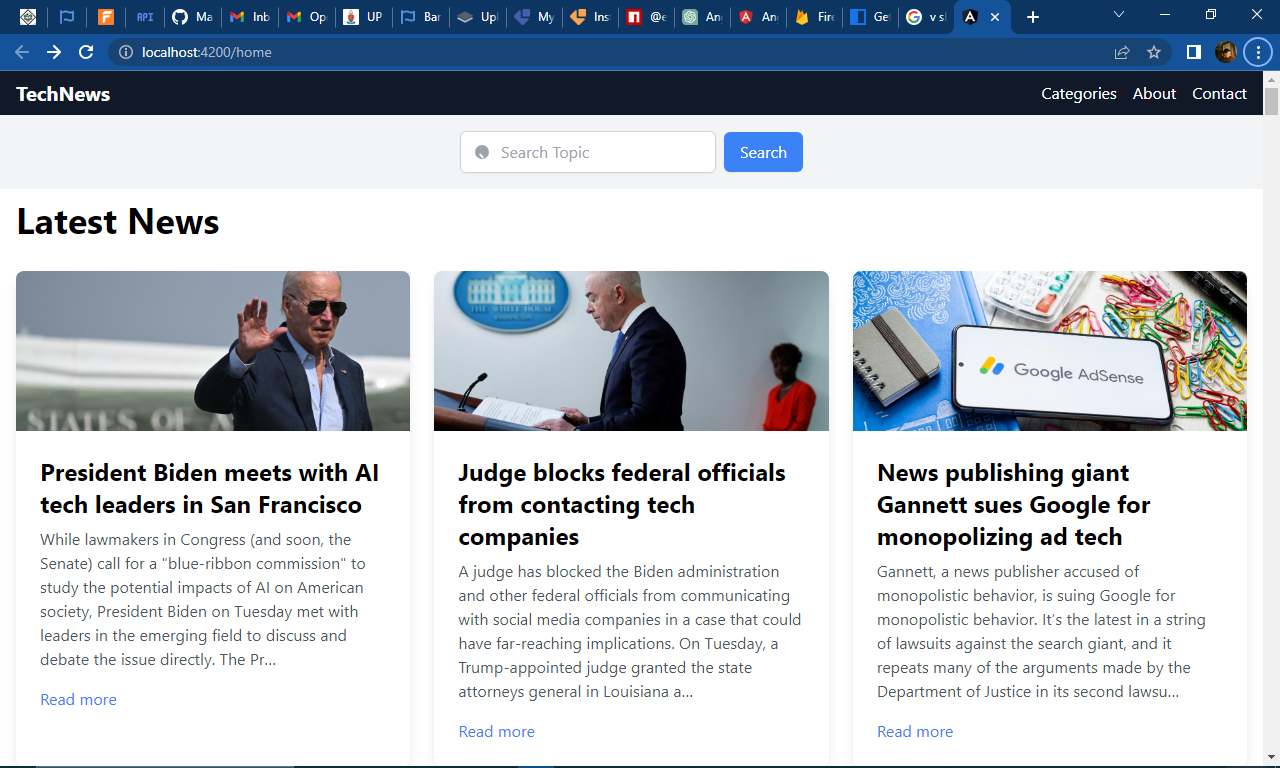 API
Ma
Inb
Op
UP
Bar
Upl
My
Ins
@e
An
An
Fire
Get
v sl
localhost:4200/home
TechNews
Categories
About
Contact
Search Topic
Search
Latest News
STATES OF A
THE WHITE HOUSE
Google AdSense
President Biden meets with AI
tech leaders in San Francisco
While lawmakers in Congress (and soon, the
Senate) call for a "blue-ribbon commission" to
study the potential impacts of AI on American
society, President Biden on Tuesday met with
leaders in the emerging field to discuss and
debate the issue directly. The Pr...
Read more
Judge blocks federal officials
from contacting tech
companies
A judge has blocked the Biden administration
and other federal officials from communicating
with social media companies in a case that could
have far-reaching implications. On Tuesday, a
Trump-appointed judge granted the state
attorneys general in Louisiana a...
Read more
News publishing giant
Gannett sues Google for
monopolizing ad tech
Gannett, a news publisher accused of
monopolistic behavior, is suing Google for
monopolistic behavior. It’s the latest in a string
of lawsuits against the search giant, and it
repeats many of the arguments made by the
Department of Justice in its second lawsu...
Read more